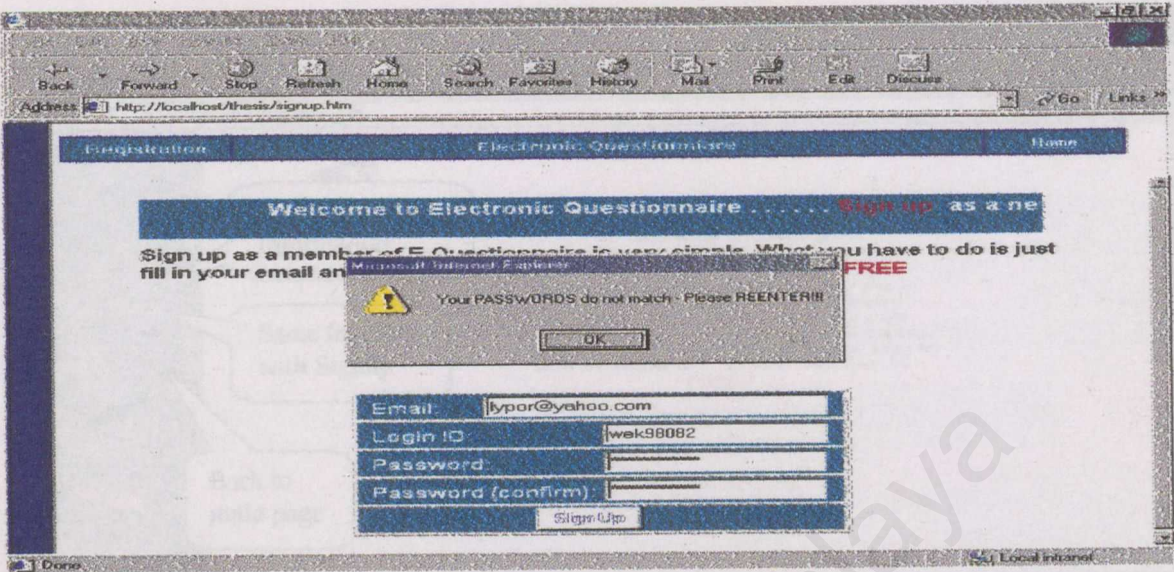 Back Forward Stop Refresh Home Search Favorites History Mail Print Edit Discuss
Address http://localhost/thesis/signup.htm Go Links »
Registration Electronic Questionniare Home
Welcome to Electronic Questionnaire ...... Sign up as a ne
Sign up as a member of E Questionnaire is very simple. What you have to do is just
fill in your email an FREE
Microsoft Internet Explorer
Your PASSWORDS do not match - Please REENTER!!!
OK
Email: lypor@yahoo.com
Login ID wek98082
Password
Password (confirm)
Sign Up
Back to
main page
Done Local intranet
laya